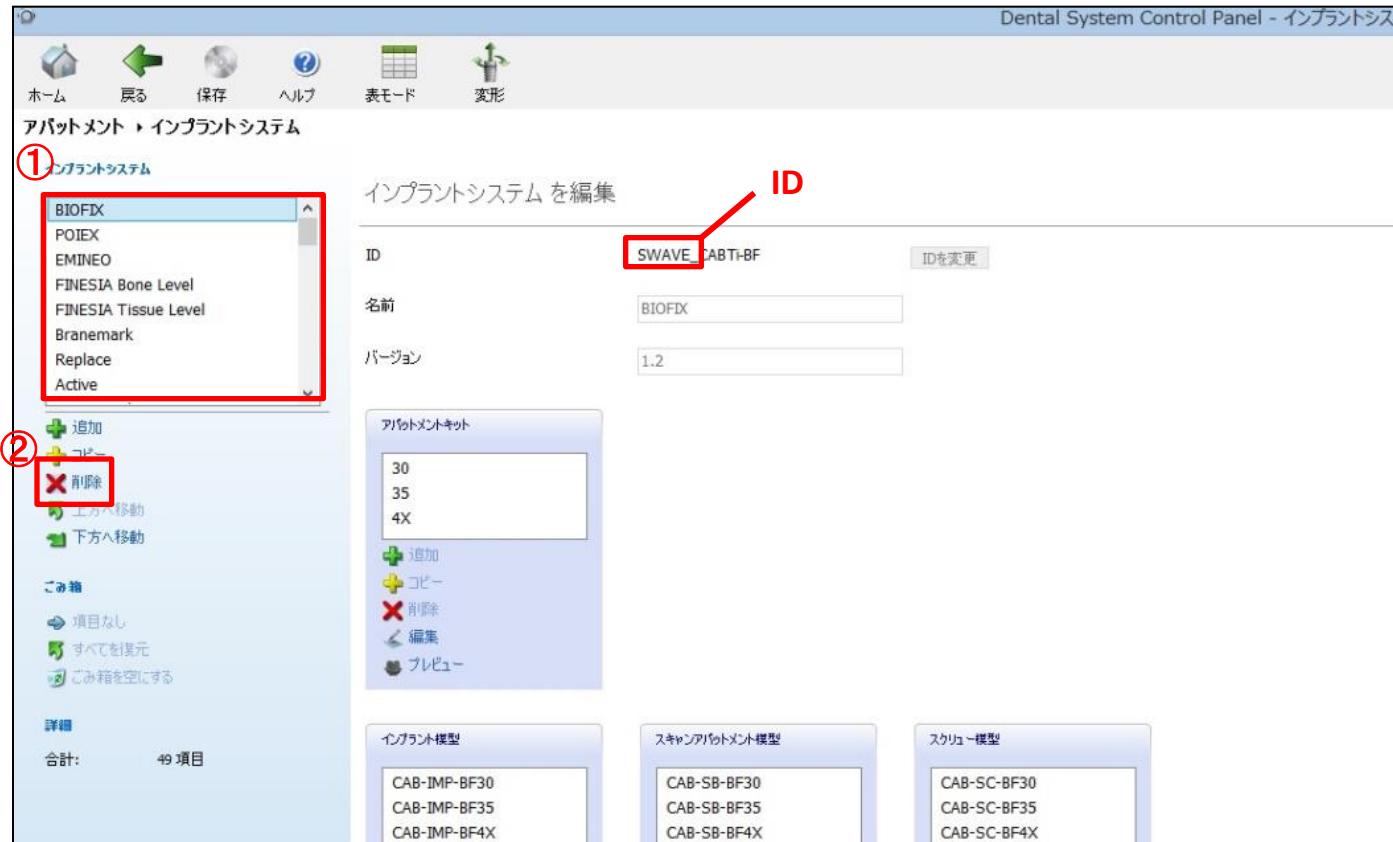 Dental System Control Panel - インプラントシス
ホーム 戻る 保存 ヘルプ 表モード 変形
アバットメント ▸ インプラントシステム
①
インプラントシステム
BIOFIX
POIEX
EMINEO
FINESIA Bone Level
FINESIA Tissue Level
Branemark
Replace
Active
追加
②
コピー
削除
上方へ移動
下方へ移動
ごみ箱
項目なし
すべてを復元
ごみ箱を空にする
詳細
合計: 49 項目
インプラントシステム を編集
ID
ID SWAVE_CABTi-BF IDを変更
名前 BIOFIX
バージョン 1.2
アバットメントキット
30
35
4X
追加
コピー
削除
編集
プレビュー
インプラント模型
CAB-IMP-BF30
CAB-IMP-BF35
CAB-IMP-BF4X
スキャンアバットメント模型
CAB-SB-BF30
CAB-SB-BF35
CAB-SB-BF4X
スクリュー模型
CAB-SC-BF30
CAB-SC-BF35
CAB-SC-BF4X